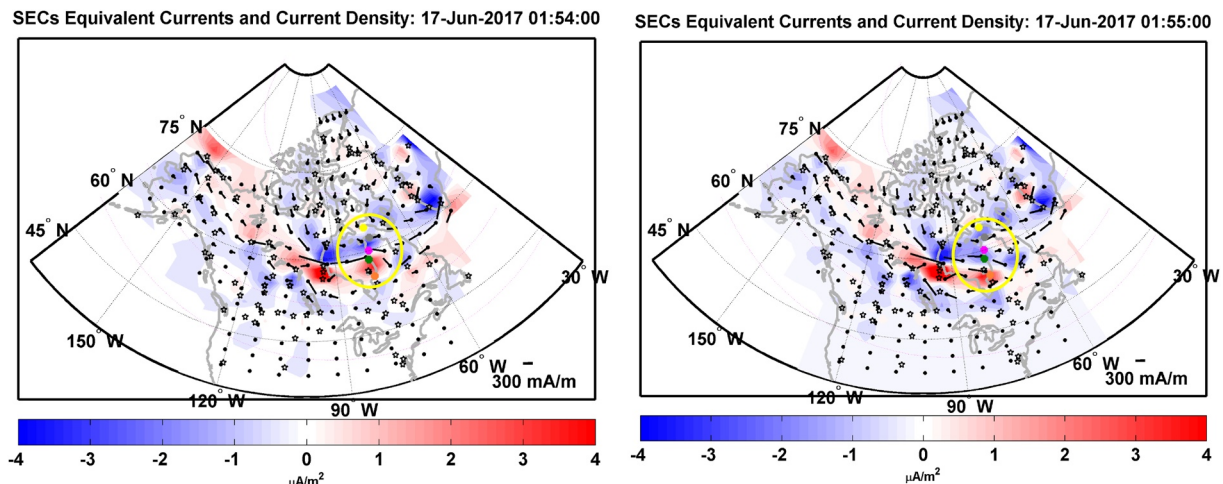 SECs Equivalent Currents and Current Density: 17-Jun-2017 01:54:00
75° N
60° N
45° N
30° W
150° W
60° W
300 mA/m
120° W
90° W
-4 -3 -2 -1 0 1 2 3 4
μA/m²
SECs Equivalent Currents and Current Density: 17-Jun-2017 01:55:00
75° N
60° N
45° N
30° W
150° W
60° W
300 mA/m
120° W
90° W
-4 -3 -2 -1 0 1 2 3 4
μA/m²